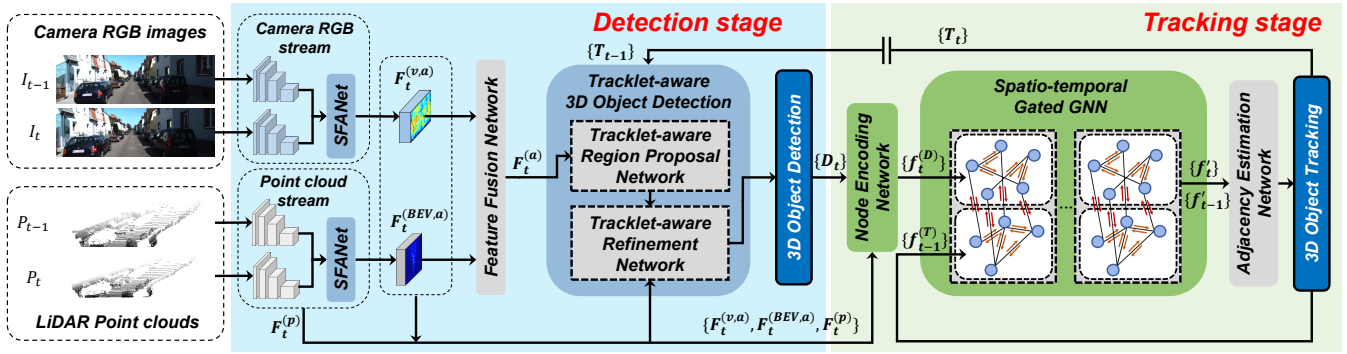 Camera RGB images
I_{t-1}
I_t
P_{t-1}
P_t
LiDAR Point clouds
Camera RGB
stream
SFANet
Point cloud
stream
SFANet
F_t^{(p)}
F_t^{(v,a)}
F_t^{(BEV,a)}
Feature Fusion Network
F_t^{(a)}
Detection stage
{T_{t-1}}
Tracklet-aware
3D Object Detection
Tracklet-aware
Region Proposal
Network
Tracklet-aware
Refinement
Network
3D Object Detection
{D_t}
{F_t^{(v,a)}, F_t^{(BEV,a)}, F_t^{(p)}}
Tracking stage
{T_t}
Node Encoding
Network
{f_t^{(D)}}
{f_{t-1}^{(T)}}
Spatio-temporal
Gated GNN
...
{f'_t}
{f'_{t-1}}
Adjacency Estimation
Network
3D Object Tracking